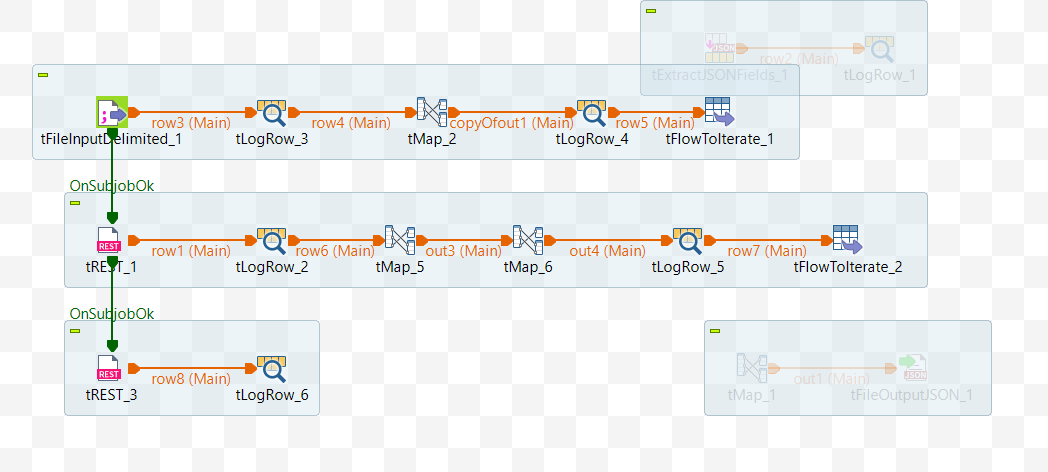 JSON
row2 (Main)
tExtractJSONFields_1
tLogRow_1
row3 (Main)
row4 (Main)
copyOfout1 (Main)
row5 (Main)
tFileInputDelimited_1
tLogRow_3
tMap_2
tLogRow_4
tFlowToIterate_1
OnSubjobOk
REST
row1 (Main)
row6 (Main)
out3 (Main)
out4 (Main)
row7 (Main)
tREST_1
tLogRow_2
tMap_5
tMap_6
tLogRow_5
tFlowToIterate_2
OnSubjobOk
REST
row8 (Main)
tREST_3
tLogRow_6
JSON
out1 (Main)
tMap_1
tFileOutputJSON_1